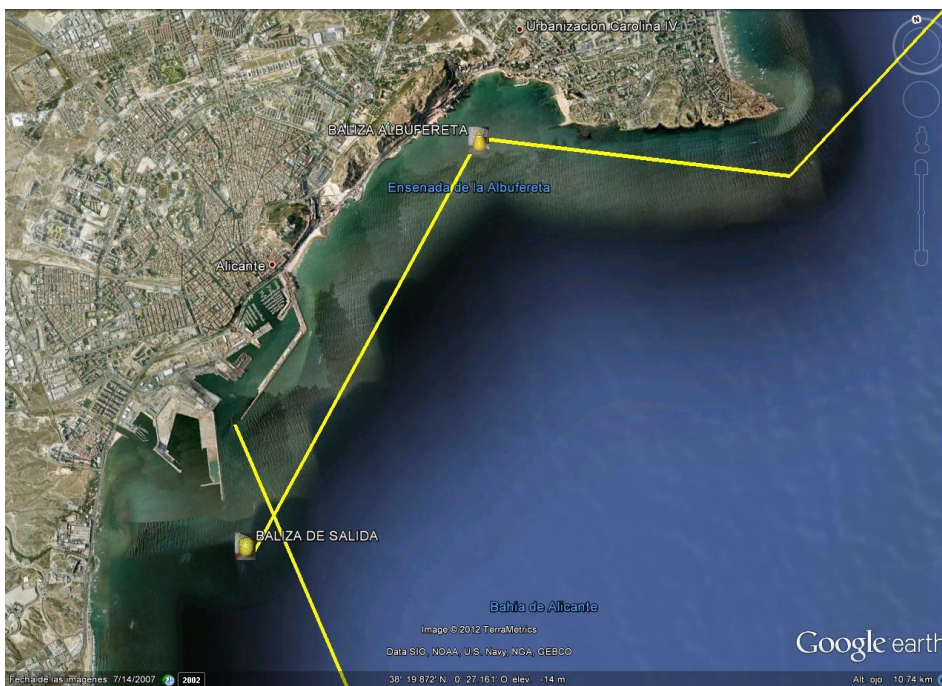 Urbanización Carolina IV
N
BALIZA ALBUFERETA
Ensenada de la Albufereta
Alicante
BALIZA DE SALIDA
Bahía de Alicante
Image © 2012 TerraMetrics
Data SIO, NOAA, U.S. Navy, NGA, GEBCO
Google earth
Fecha de las imágenes: 7/14/2007 2002 38° 19.872' N 0° 27.161' O elev -14 m Alt. ojo 10.74 km